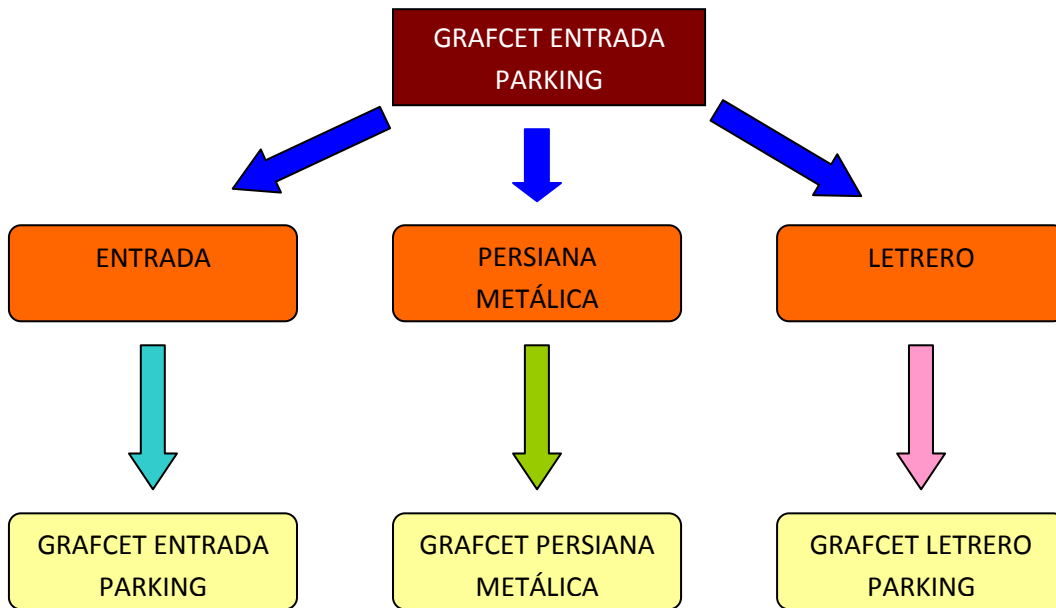 GRAFCET ENTRADA
PARKING
ENTRADA
PERSIANA
METÁLICA
LETRERO
GRAFCET ENTRADA
PARKING
GRAFCET PERSIANA
METÁLICA
GRAFCET LETRERO
PARKING